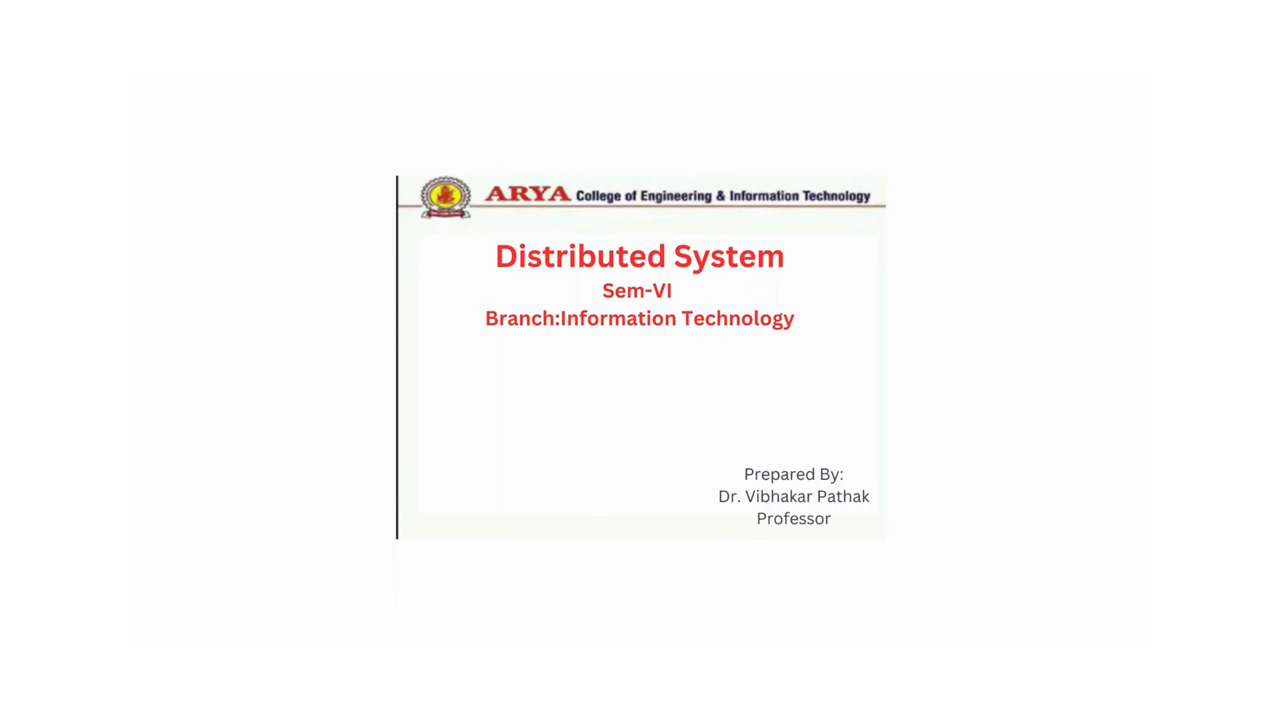 ARYA College of Engineering & Information Technology
Distributed System
Sem-VI
Branch:Information Technology
Prepared By:
Dr. Vibhakar Pathak
Professor